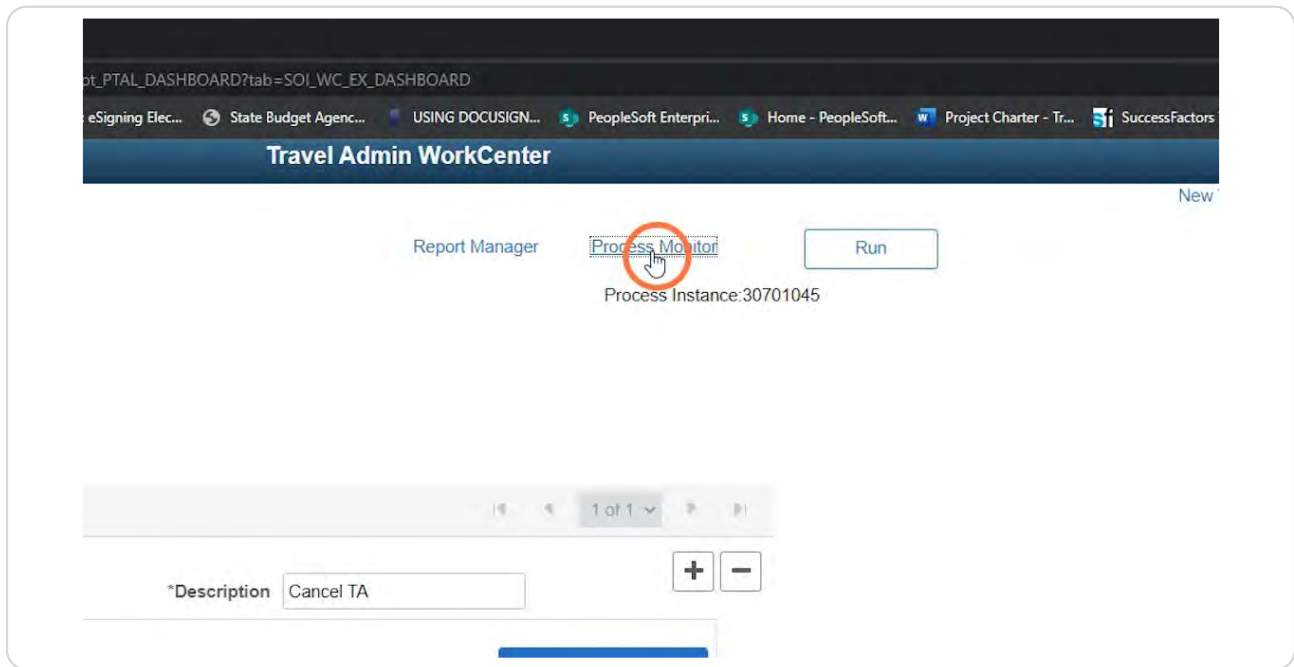 pt_PTAL_DASHBOARD?tab=SOI_WC_EX_DASHBOARD
eSigning Elec... State Budget Agenc... USING DOCUSIGN... PeopleSoft Enterpri... Home - PeopleSoft... Project Charter - Tr... SuccessFactors
Travel Admin WorkCenter
New
Report Manager Process Monitor Run
Process Instance:30701045
1 of 1
*Description Cancel TA